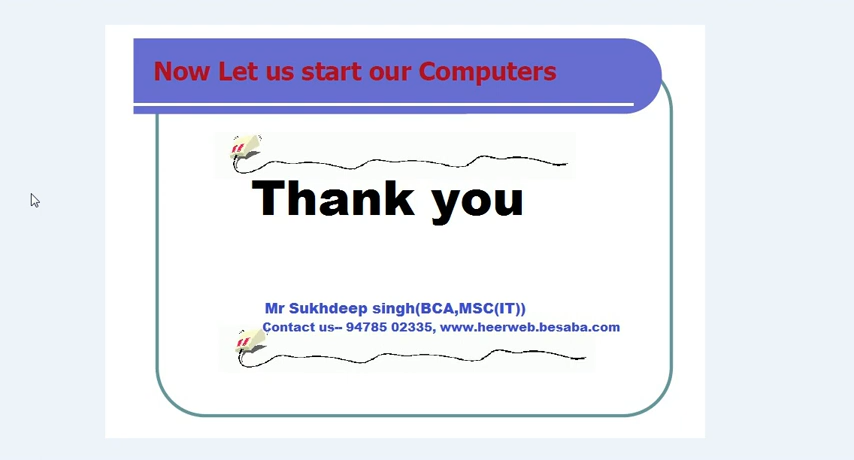 Now Let us start our Computers
Thank you
Mr Sukhdeep singh(BCA,MSC(IT))
Contact us-- 94785 02335, www.heerweb.besaba.com